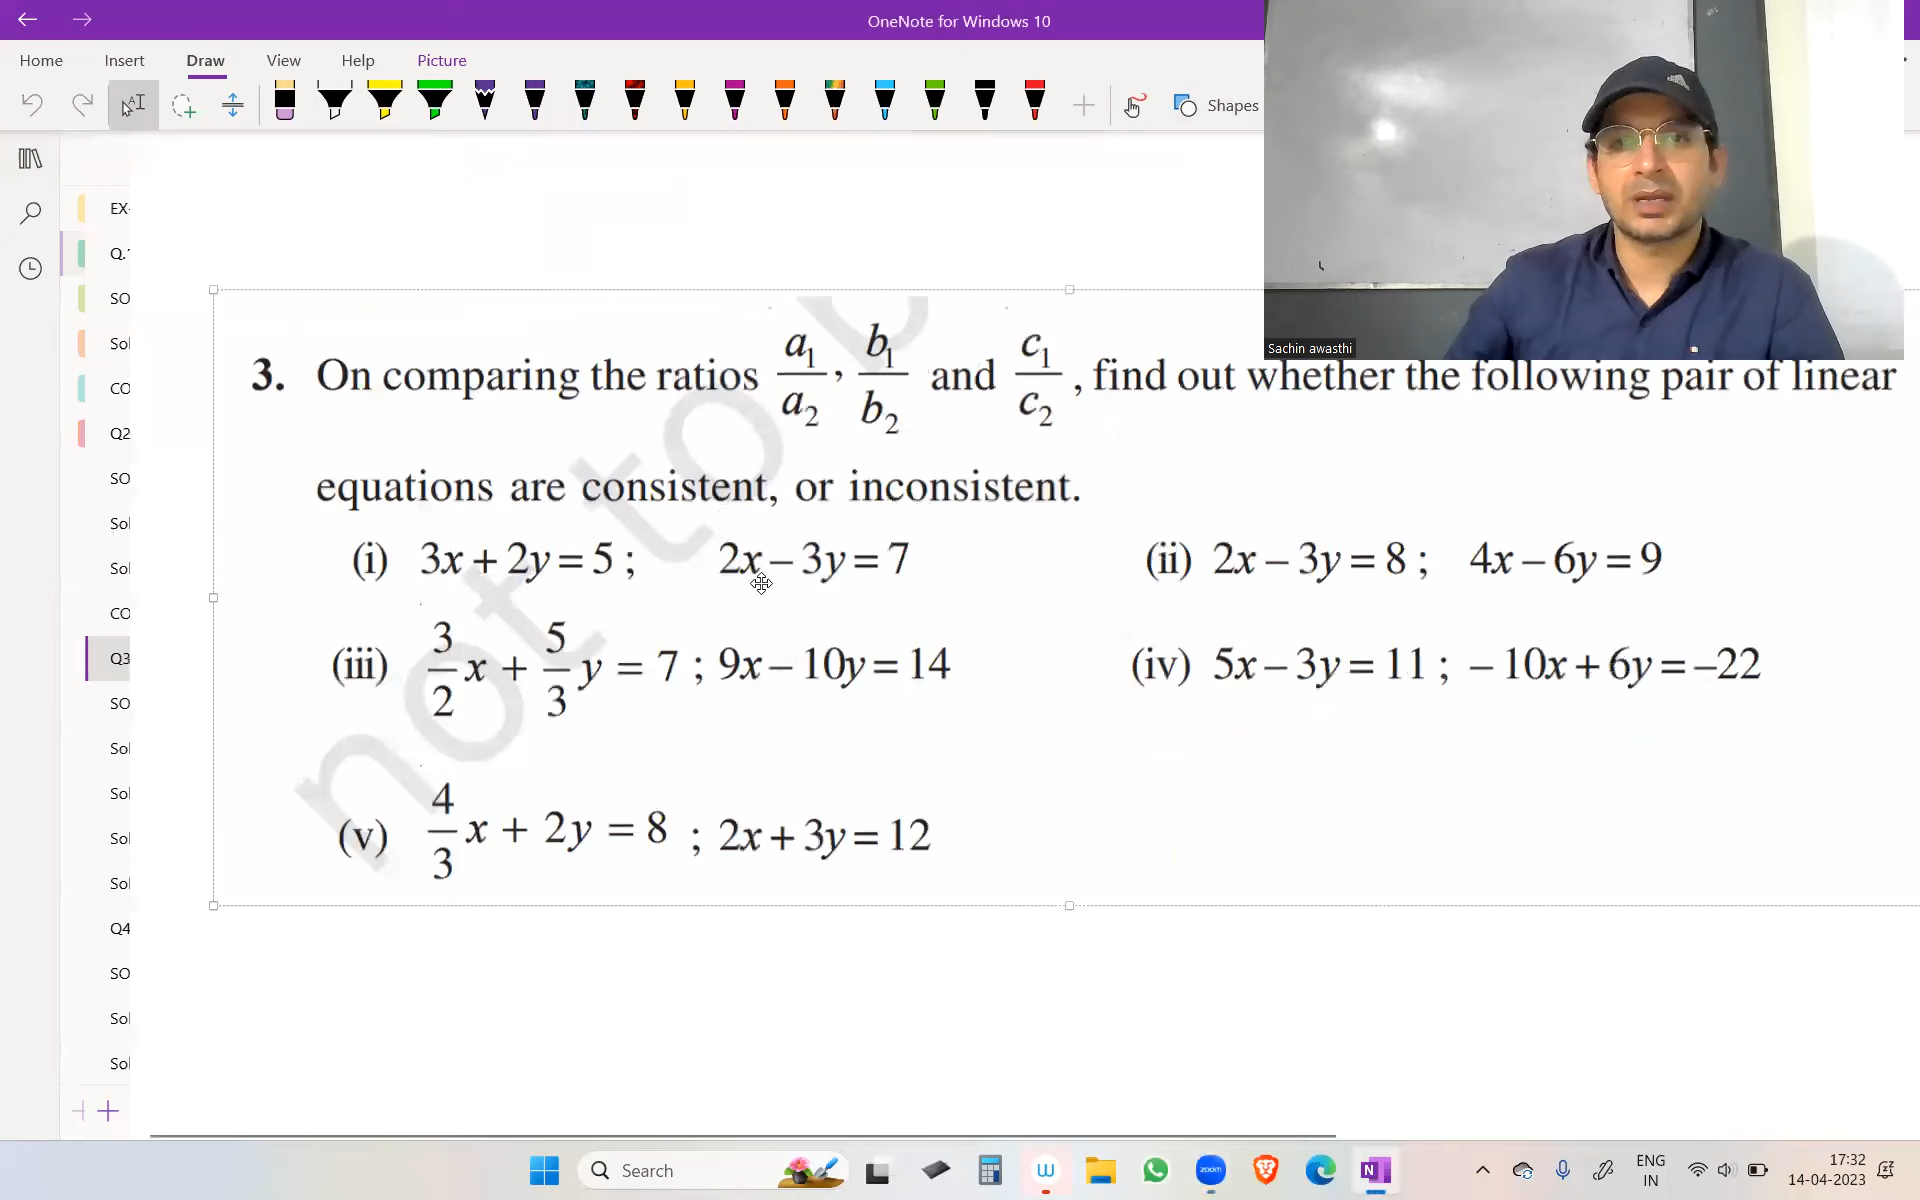 OneNote for Windows 10
Home Insert Draw View Help Picture
Shapes
EX-
Q.1
SO
Sol
CO
Q2
SO
Sol
Sol
CO
Q3
SO
Sol
Sol
Sol
Sol
Q4
SO
Sol
Sol
Sachin awasthi
not to b
3. On comparing the ratios a₁/a₂, b₁/b₂ and c₁/c₂, find out whether the following pair of linear
equations are consistent, or inconsistent.
(i) 3x + 2y = 5 ; 2x – 3y = 7 (ii) 2x – 3y = 8 ; 4x – 6y = 9
(iii) 3/2 x + 5/3 y = 7 ; 9x – 10y = 14 (iv) 5x – 3y = 11 ; – 10x + 6y = –22
(v) 4/3 x + 2y = 8 ; 2x + 3y = 12
Search
zoom
ENG
IN
17:32
14-04-2023